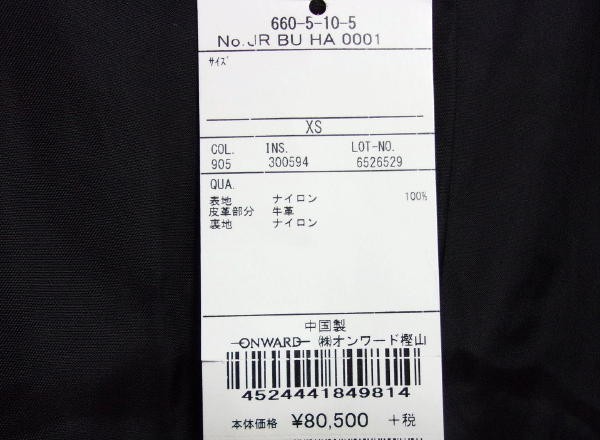 660-5-10-5
No.JR BU HA 0001
サイズ
XS
COL. INS. LOT-NO.
905 300594 6526529
QUA.
表地 ナイロン 100%
皮革部分 牛革
裏地 ナイロン
中国製
ONWARD ㈱オンワード樫山
4524441849814
本体価格 ¥80,500 +税